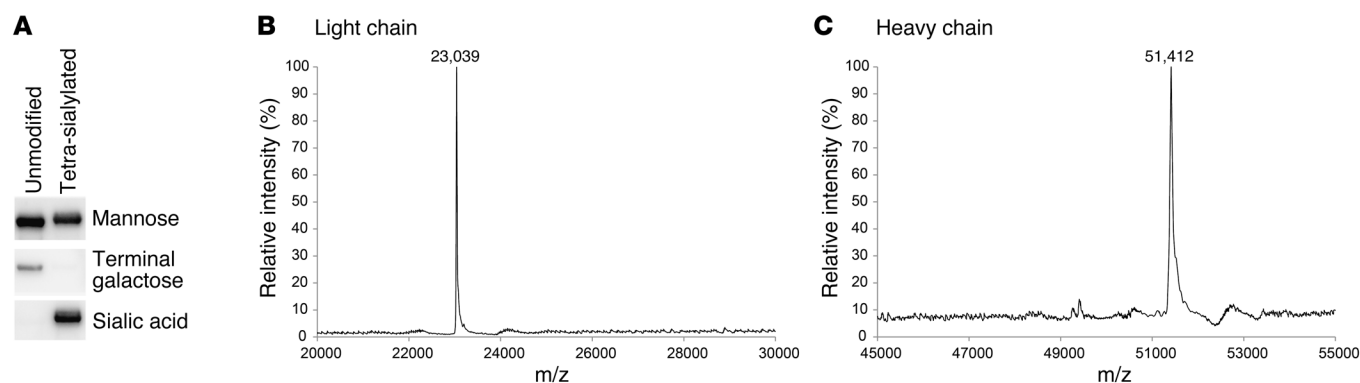 A
Unmodified
Tetra-sialylated
Mannose
Terminal
galactose
Sialic acid
B
Light chain
23,039
Relative intensity (%)
100
90
80
70
60
50
40
30
20
10
0
20000 22000 24000 26000 28000 30000
m/z
C
Heavy chain
51,412
Relative intensity (%)
100
90
80
70
60
50
40
30
20
10
0
45000 47000 49000 51000 53000 55000
m/z